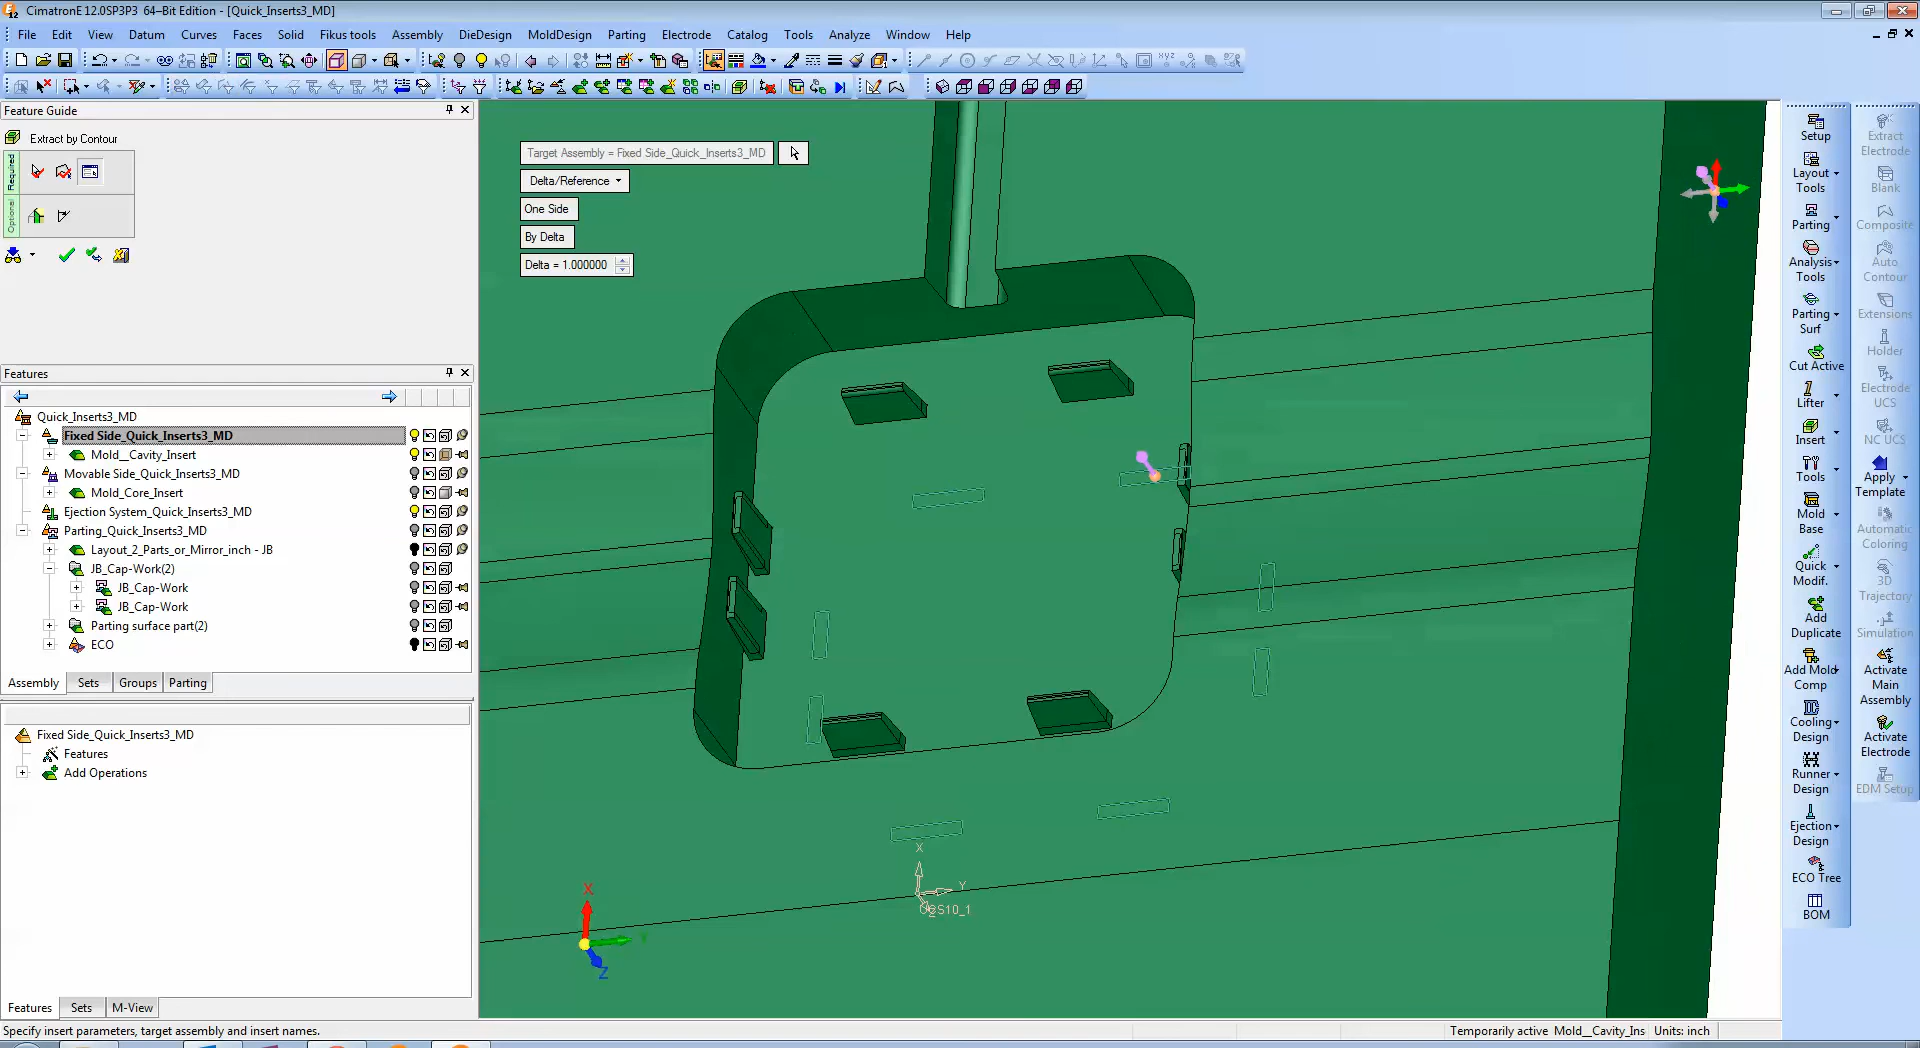 CimatronE 12.0SP3P3 64-Bit Edition - [Quick_Inserts3_MD]
File Edit View Datum Curves Faces Solid Fikus tools Assembly DieDesign MoldDesign Parting Electrode Catalog Tools Analyze Window Help
Feature Guide
Extract by Contour
Required
Optional
Target Assembly = Fixed Side_Quick_Inserts3_MD
Delta/Reference
One Side
By Delta
Delta = 1.000000
Features
Quick_Inserts3_MD
Fixed Side_Quick_Inserts3_MD
Mold__Cavity_Insert
Movable Side_Quick_Inserts3_MD
Mold_Core_Insert
Ejection System_Quick_Inserts3_MD
Parting_Quick_Inserts3_MD
Layout_2_Parts_or_Mirror_inch - JB
JB_Cap-Work(2)
JB_Cap-Work
JB_Cap-Work
Parting surface part(2)
ECO
Assembly Sets Groups Parting
Fixed Side_Quick_Inserts3_MD
Features
Add Operations
Features Sets M-View
X
Y
X
Z
Setup
Layout Tools
Parting
Analysis Tools
Parting Surf
Cut Active
Lifter
Insert
Tools
Mold Base
Quick Modif.
Add Duplicate
Add Mold Comp
Cooling Design
Runner Design
Ejection Design
ECO Tree
BOM
Extract Electrode
Blank
Composite
Auto Contour
Extensions
Holder
Electrode UCS
NC UCS
Apply Template
Automatic Coloring
3D Trajectory
Simulation
Activate Main Assembly
Activate Electrode
EDM Setup
Specify insert parameters, target assembly and insert names.
Temporarily active Mold__Cavity_Ins Units: inch